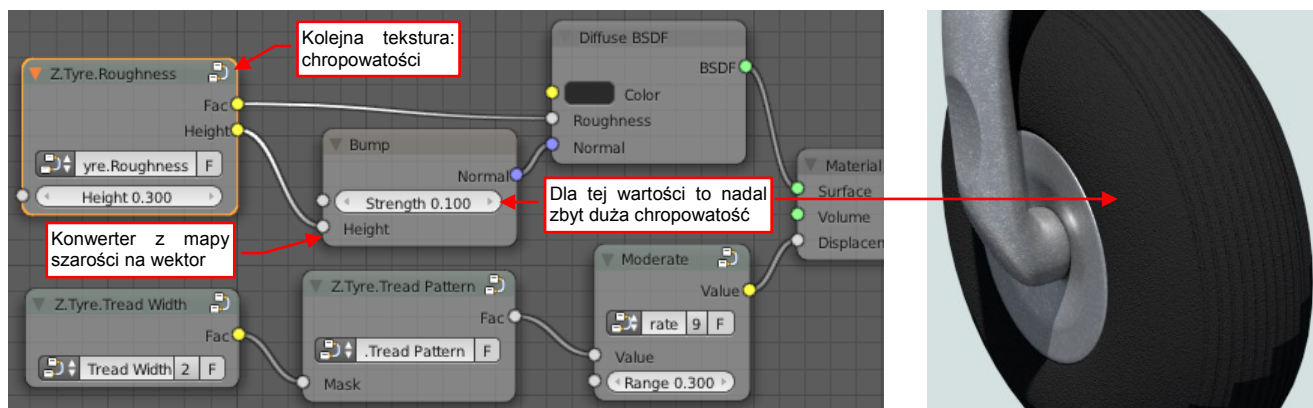 Kolejna tekstura:
chropowatości
Diffuse BSDF
BSDF
Color
Roughness
Normal
Z.Tyre.Roughness
Fac
Height
yre.Roughness F
Height 0.300
Bump
Normal
Strength 0.100
Height
Dla tej wartości to nadal
zbyt duża chropowatość
Konwerter z mapy
szarości na wektor
Material
Surface
Volume
Displacen
Z.Tyre.Tread Width
Fac
Tread Width 2 F
Z.Tyre.Tread Pattern
Fac
.Tread Pattern F
Mask
Moderate
Value
rate 9 F
Value
Range 0.300